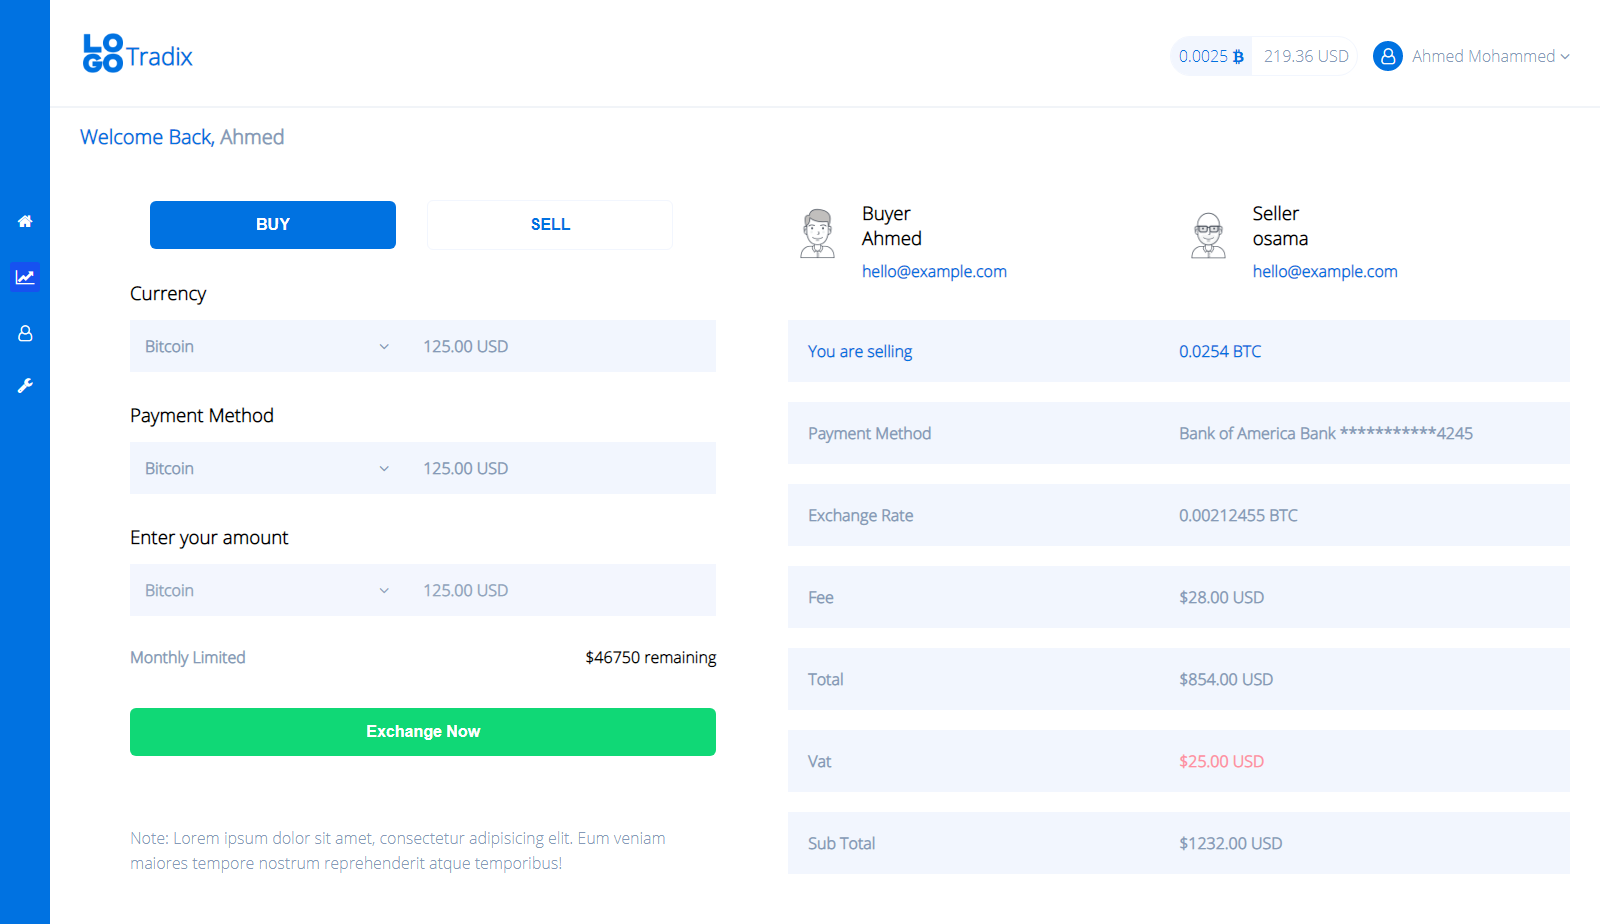 LO
GO Tradix
0.0025 ₿ 219.36 USD Ahmed Mohammed
Welcome Back, Ahmed
BUY SELL
Currency
Bitcoin 125.00 USD
Payment Method
Bitcoin 125.00 USD
Enter your amount
Bitcoin 125.00 USD
Monthly Limited $46750 remaining
Exchange Now
Note: Lorem ipsum dolor sit amet, consectetur adipisicing elit. Eum veniam
maiores tempore nostrum reprehenderit atque temporibus!
Buyer
Ahmed
hello@example.com
Seller
osama
hello@example.com
You are selling 0.0254 BTC
Payment Method Bank of America Bank ***********4245
Exchange Rate 0.00212455 BTC
Fee $28.00 USD
Total $854.00 USD
Vat $25.00 USD
Sub Total $1232.00 USD